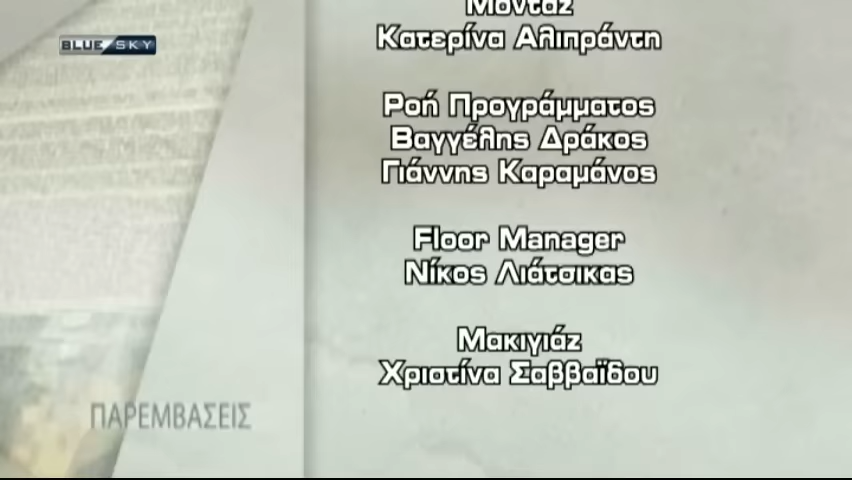 Μοντάζ
Κατερίνα Αλιπράντη
BLUE SKY
Ροή Προγράμματος
Βαγγέλης Δράκος
Γιάννης Καραμάνος
Floor Manager
Νίκος Λιάτσικας
Μακιγιάζ
Χριστίνα Σαββαΐδου
ΠΑΡΕΜΒΑΣΕΙΣ